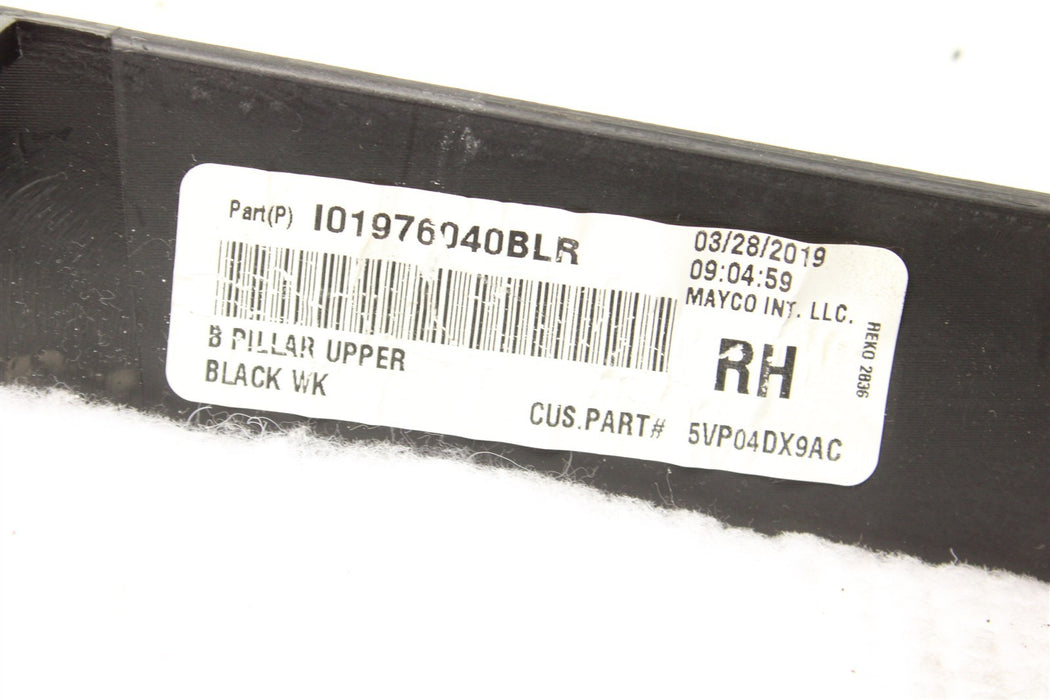 Part(P) I01976040BLR
03/28/2019
09:04:59
MAYCO INT. LLC.
B PILLAR UPPER
BLACK WK
RH
HEKO 2836
CUS.PART# 5VP04DX9AC